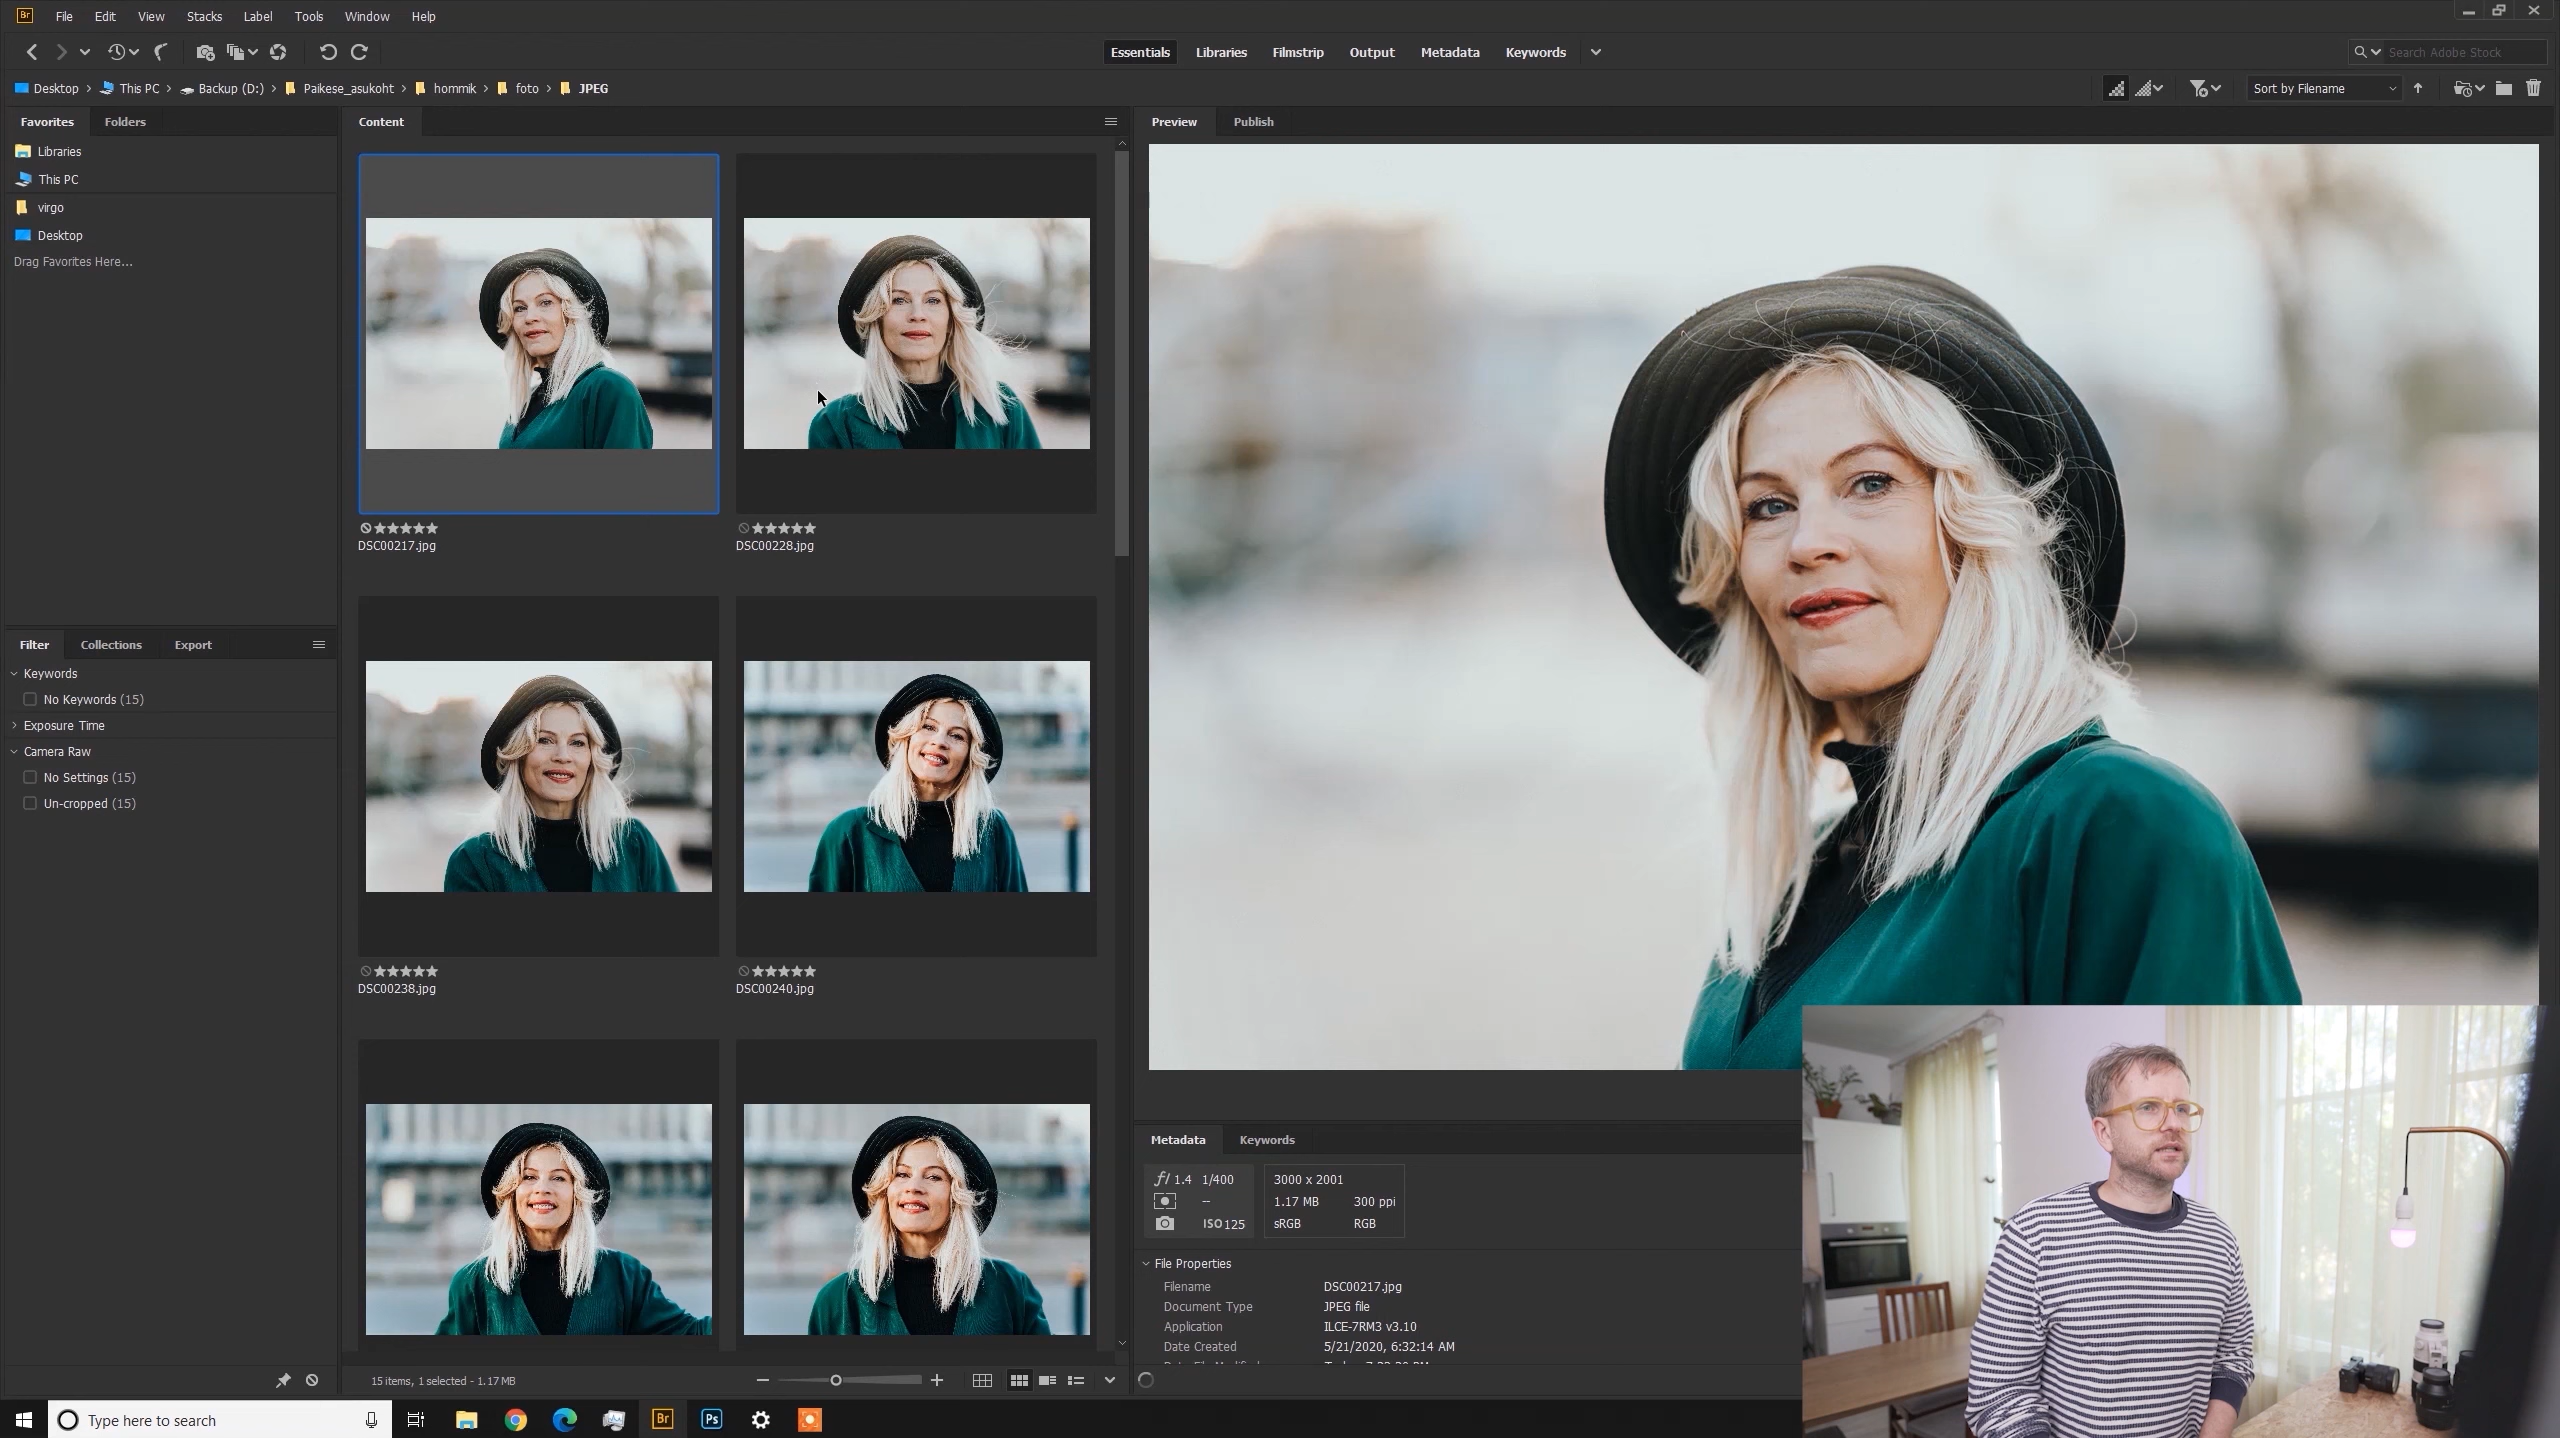 Br File Edit View Stacks Label Tools Window Help
Essentials Libraries Filmstrip Output Metadata Keywords Search Adobe Stock
Desktop This PC Backup (D:) Paikese_asukoht hommik foto JPEG Sort by Filename
Favorites Folders
Libraries
This PC
virgo
Desktop
Drag Favorites Here...
Filter Collections Export
Keywords
No Keywords (15)
Exposure Time
Camera Raw
No Settings (15)
Un-cropped (15)
Content
DSC00217.jpg DSC00228.jpg
DSC00238.jpg DSC00240.jpg
15 items, 1 selected - 1.17 MB
Preview Publish
Metadata Keywords
f/ 1.4 1/400 3000 x 2001
-- 1.17 MB 300 ppi
ISO125 sRGB RGB
File Properties
Filename DSC00217.jpg
Document Type JPEG file
Application ILCE-7RM3 v3.10
Date Created 5/21/2020, 6:32:14 AM
Type here to search Br Ps